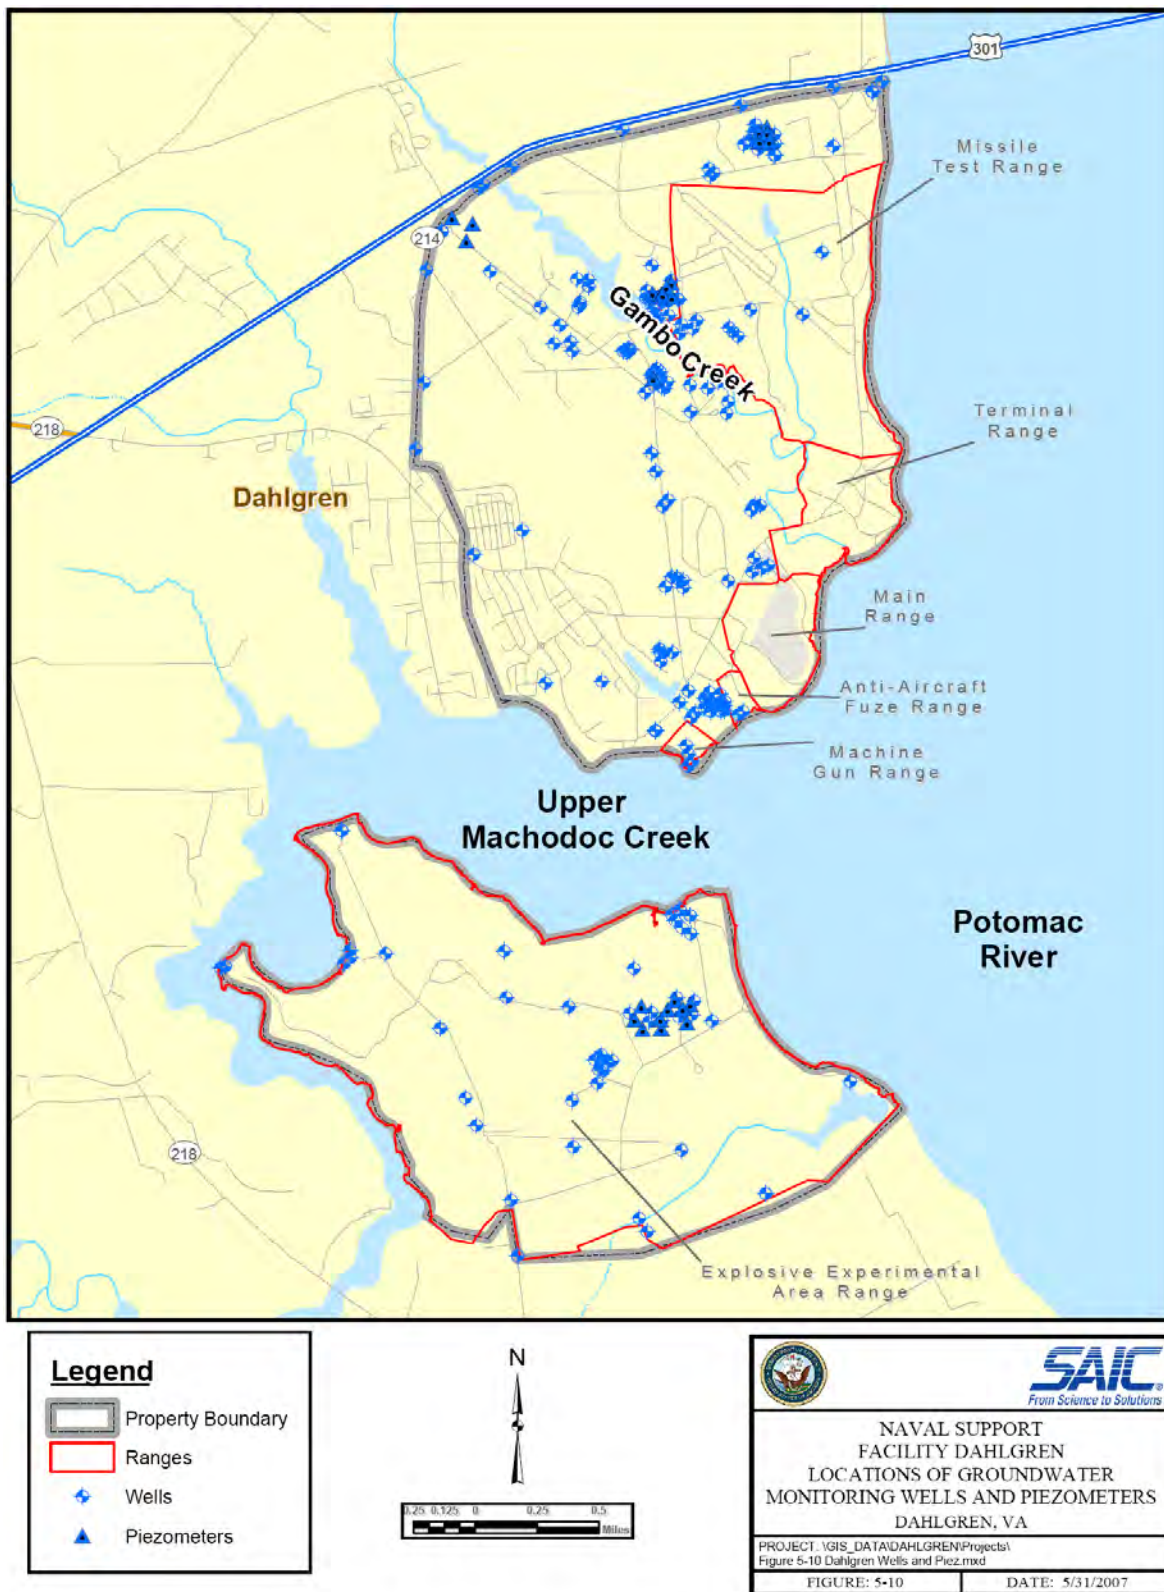 301
Missile
Test Range
214
Gambo Creek
Terminal
Range
218
Dahlgren
Main
Range
Anti-Aircraft
Fuze Range
Machine
Gun Range
Upper
Machodoc Creek
Potomac
River
218
Explosive Experimental
Area Range
Legend
Property Boundary
Ranges
Wells
Piezometers
N
0.25 0.125 0 0.25 0.5
Miles
SAIC
From Science to Solutions
NAVAL SUPPORT
FACILITY DAHLGREN
LOCATIONS OF GROUNDWATER
MONITORING WELLS AND PIEZOMETERS
DAHLGREN, VA
PROJECT: \GIS_DATA\DAHLGREN\Projects\
Figure 5-10 Dahlgren Wells and Piez.mxd
FIGURE: 5-10
DATE: 5/31/2007